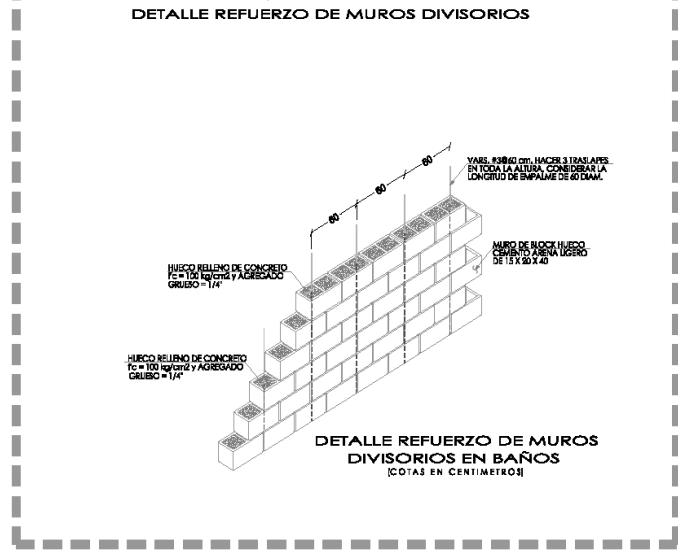 DETALLE REFUERZO DE MUROS DIVISORIOS
60
60
60
VARS. #3@60 cm. HACER 3 TRASLAPES
EN TODA LA ALTURA, CONSIDERAR LA
LONGITUD DE EMPALME DE 60 DIAM.
MURO DE BLOCK HUECO
CEMENTO ARENA LIGERO
DE 15 X 20 X 40
HUECO RELLENO DE CONCRETO
f'c = 100 kg/cm2 y AGREGADO
GRUESO = 1/4"
HUECO RELLENO DE CONCRETO
f'c = 100 kg/cm2 y AGREGADO
GRUESO = 1/4"
DETALLE REFUERZO DE MUROS
DIVISORIOS EN BAÑOS
(COTAS EN CENTIMETROS)